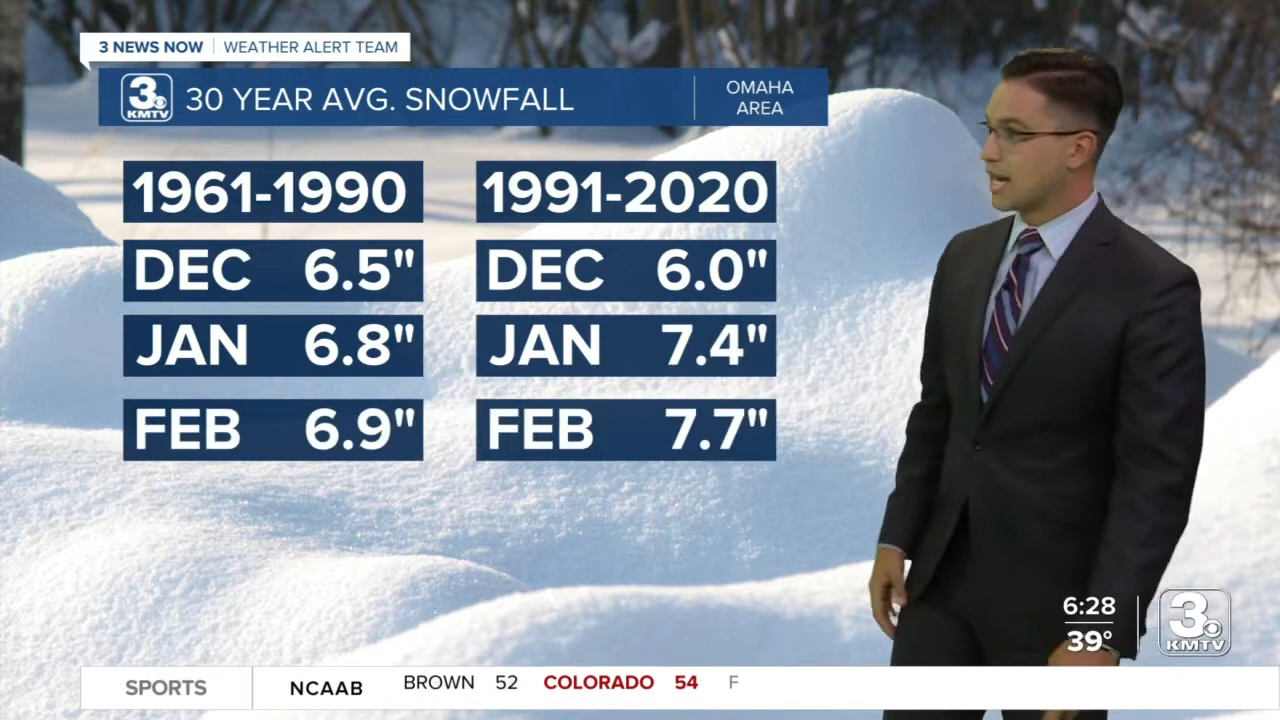 3 NEWS NOW WEATHER ALERT TEAM
3 KMTV 30 YEAR AVG. SNOWFALL
OMAHA
AREA
1961-1990 1991-2020
DEC 6.5" DEC 6.0"
JAN 6.8" JAN 7.4"
FEB 6.9" FEB 7.7"
6:28
39°
3
KMTV
SPORTS NCAAB BROWN 52 COLORADO 54 F